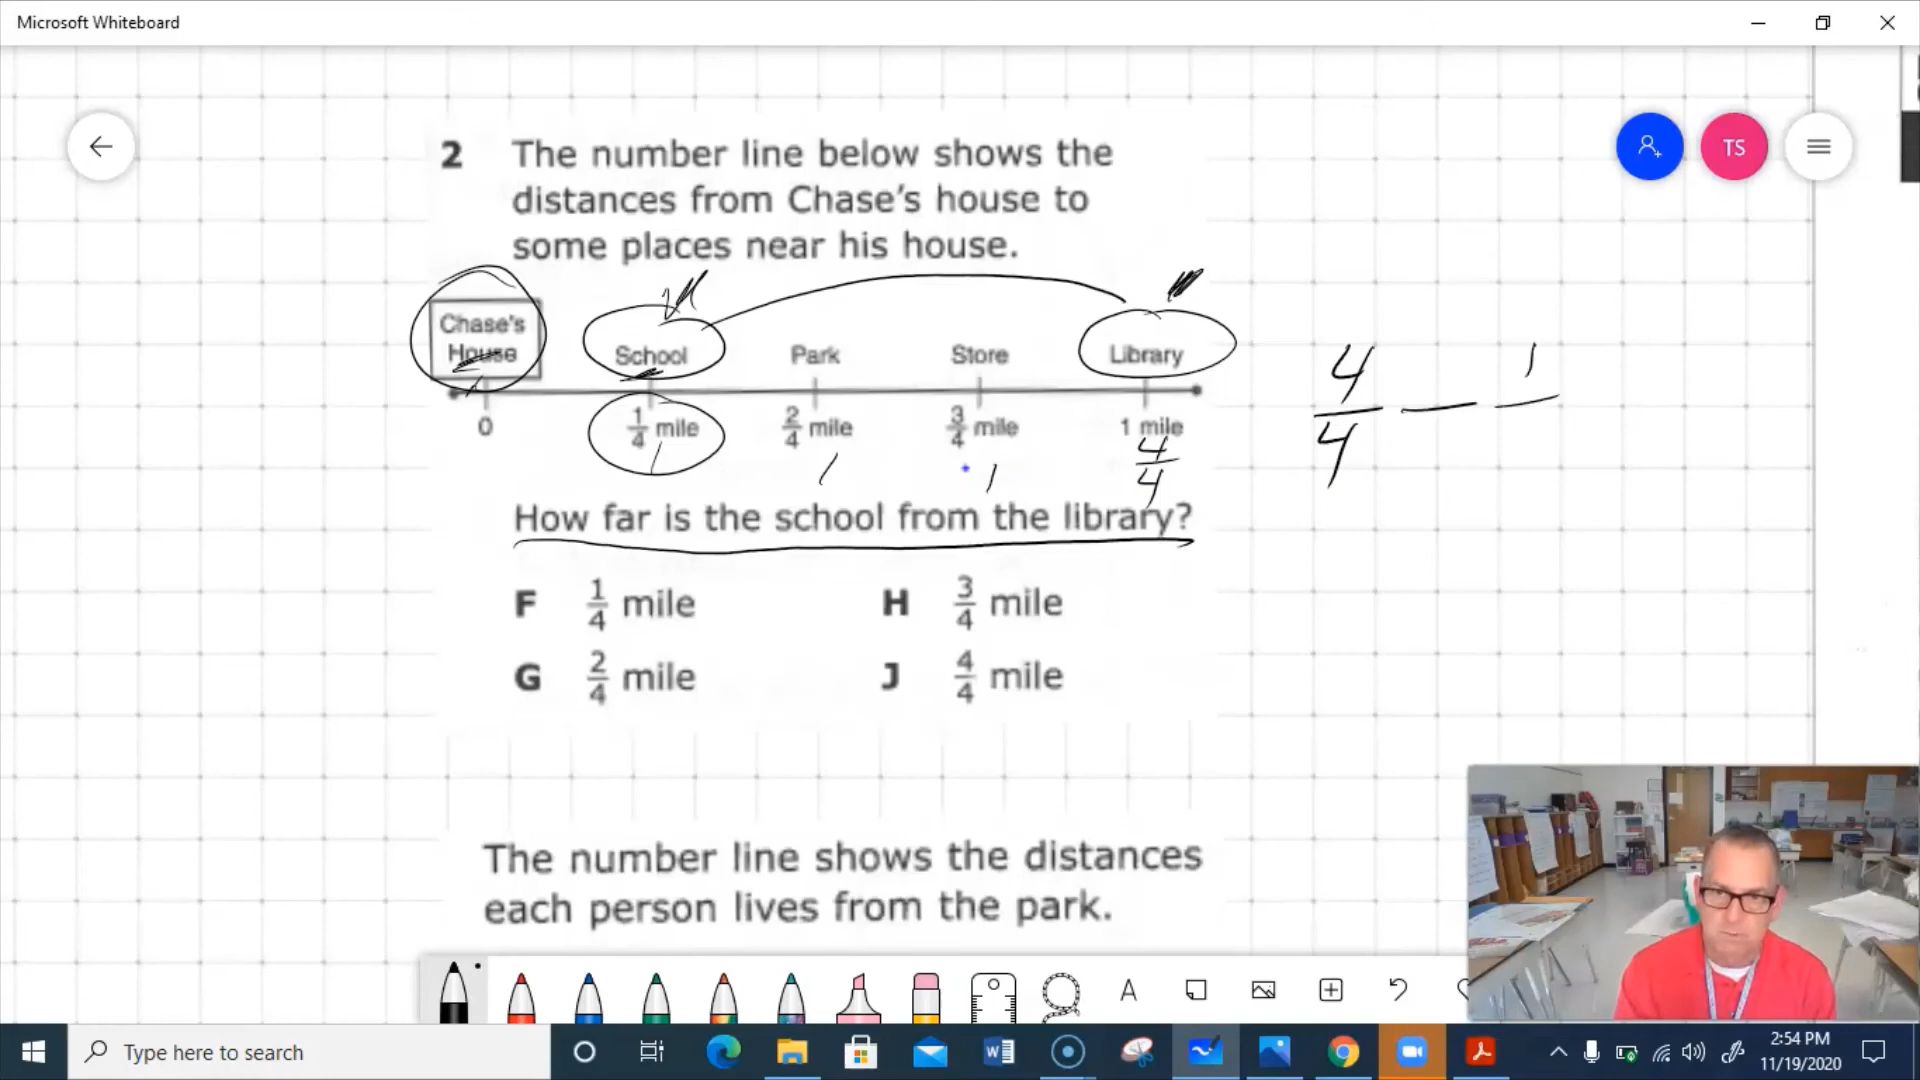 Microsoft Whiteboard
2 The number line below shows the
distances from Chase's house to
some places near his house.
TS
Chase's
House
School Park Store Library
0 1/4 mile 2/4 mile 3/4 mile 1 mile
4/4
4/4 — 1
How far is the school from the library?
F 1/4 mile H 3/4 mile
G 2/4 mile J 4/4 mile
The number line shows the distances
each person lives from the park.
Type here to search
2:54 PM
11/19/2020